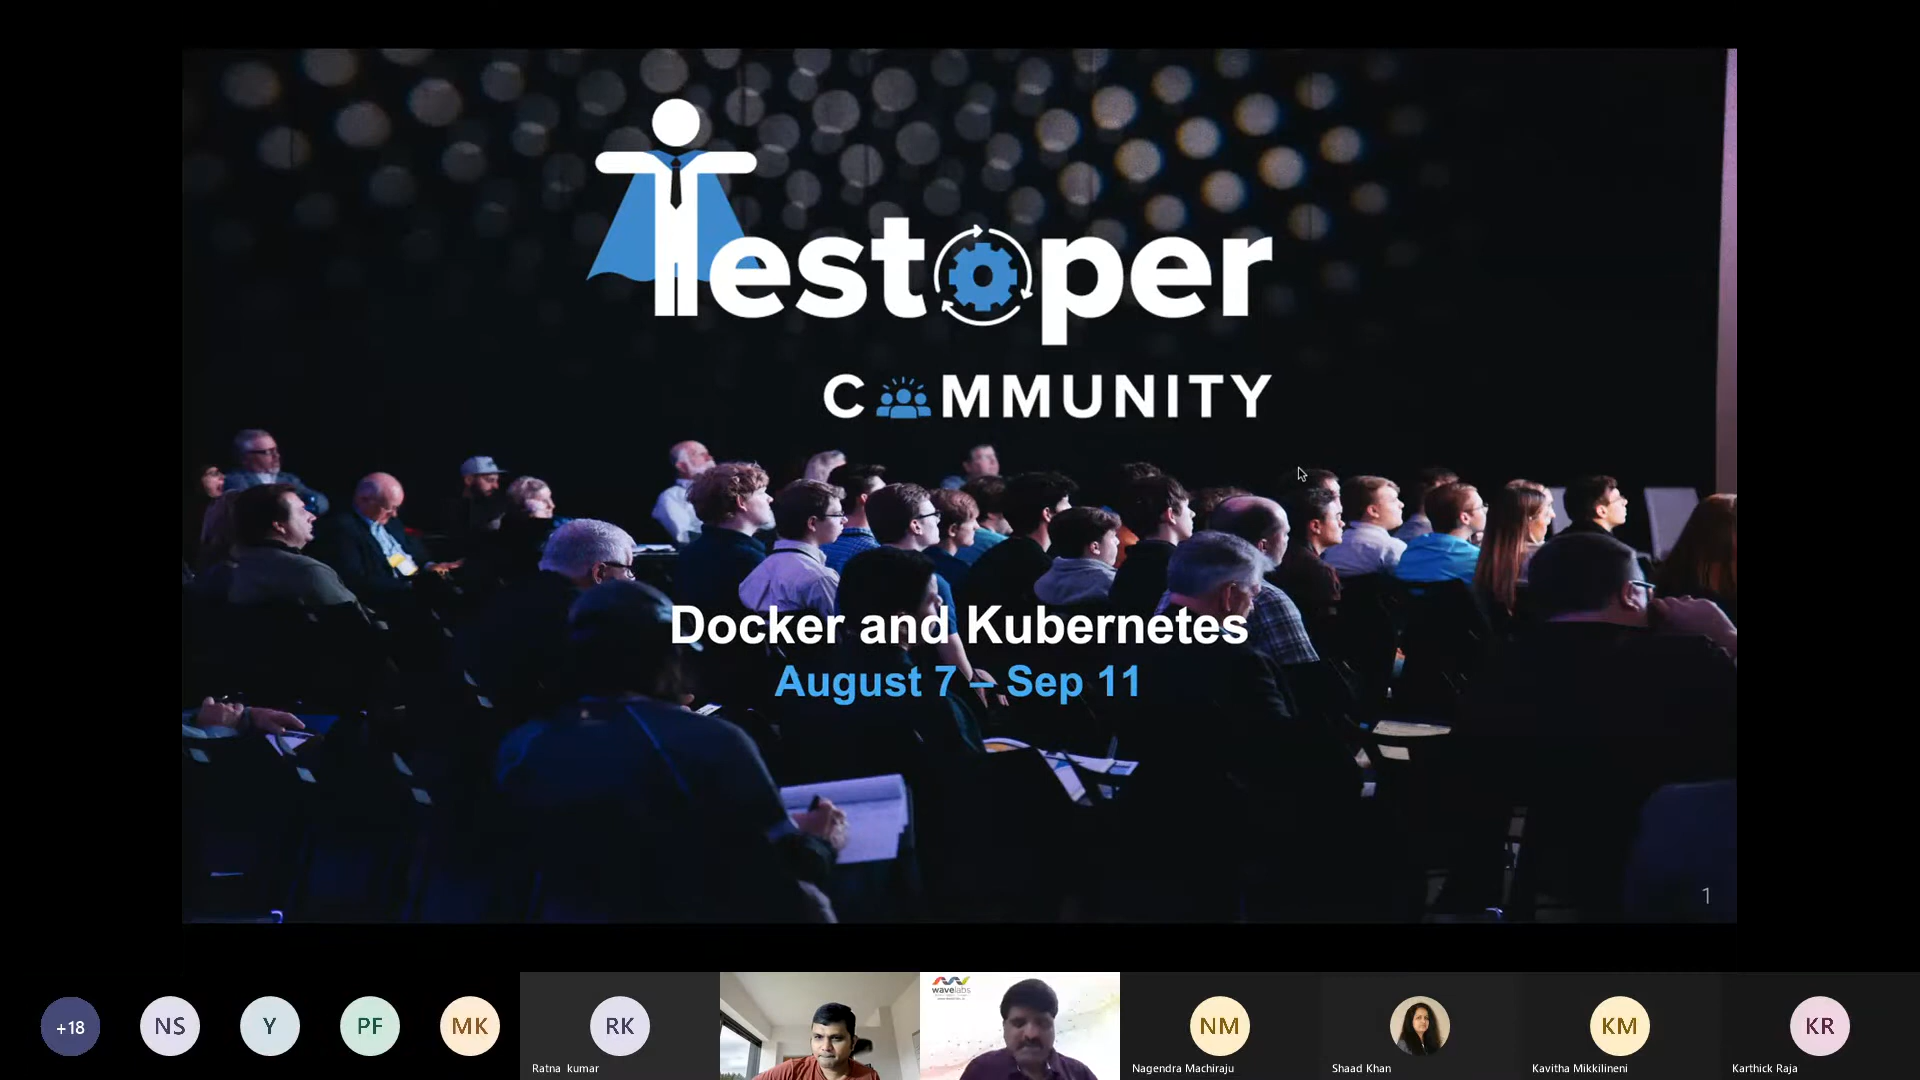 Testoper
COMMUNITY
Docker and Kubernetes
August 7 – Sep 11
1
+18
NS
Y
PF
MK
RK
Ratna kumar
wavelabs
NM
Nagendra Machiraju
Shaad Khan
KM
Kavitha Mikkilineni
KR
Karthick Raja